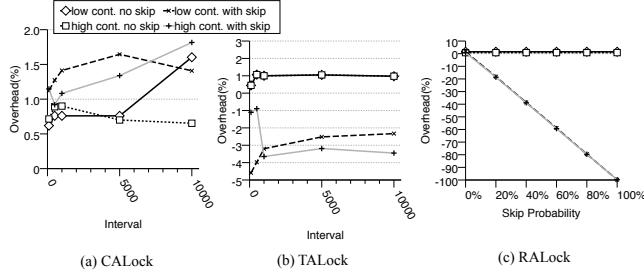 low cont. no skip low cont. with skip
high cont. no skip high cont. with skip
Overhead(%)
2.0
1.5
1.0
0.5
0
0
5000
10000
Interval
(a) CALock
Overhead(%)
3
2
1
0
-1
-2
-3
-4
-5
0
5000
10000
Interval
(b) TALock
Overhead(%)
10
0
-10
-20
-30
-40
-50
-60
-70
-80
-90
-100
0% 20% 40% 60% 80% 100%
Skip Probability
(c) RALock